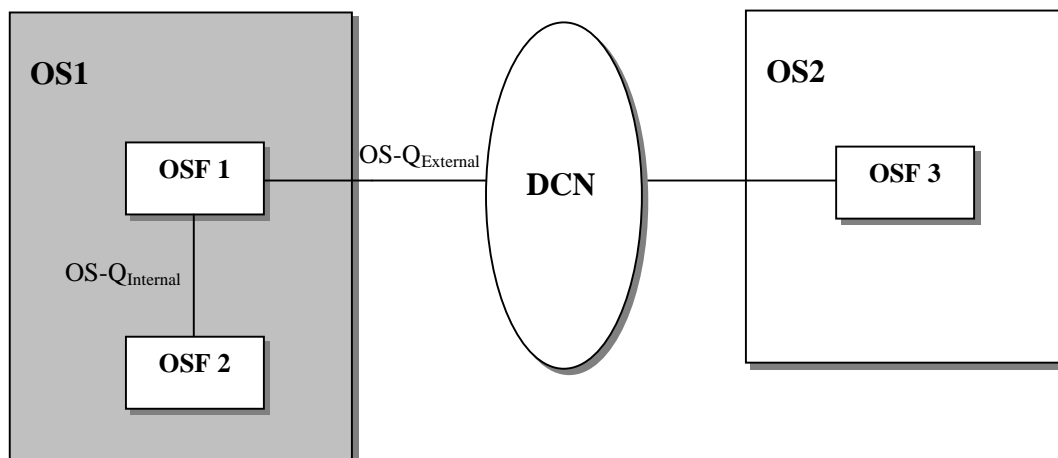 OS1
OS2
OSF 1
OS-QExternal
DCN
OSF 3
OS-QInternal
OSF 2